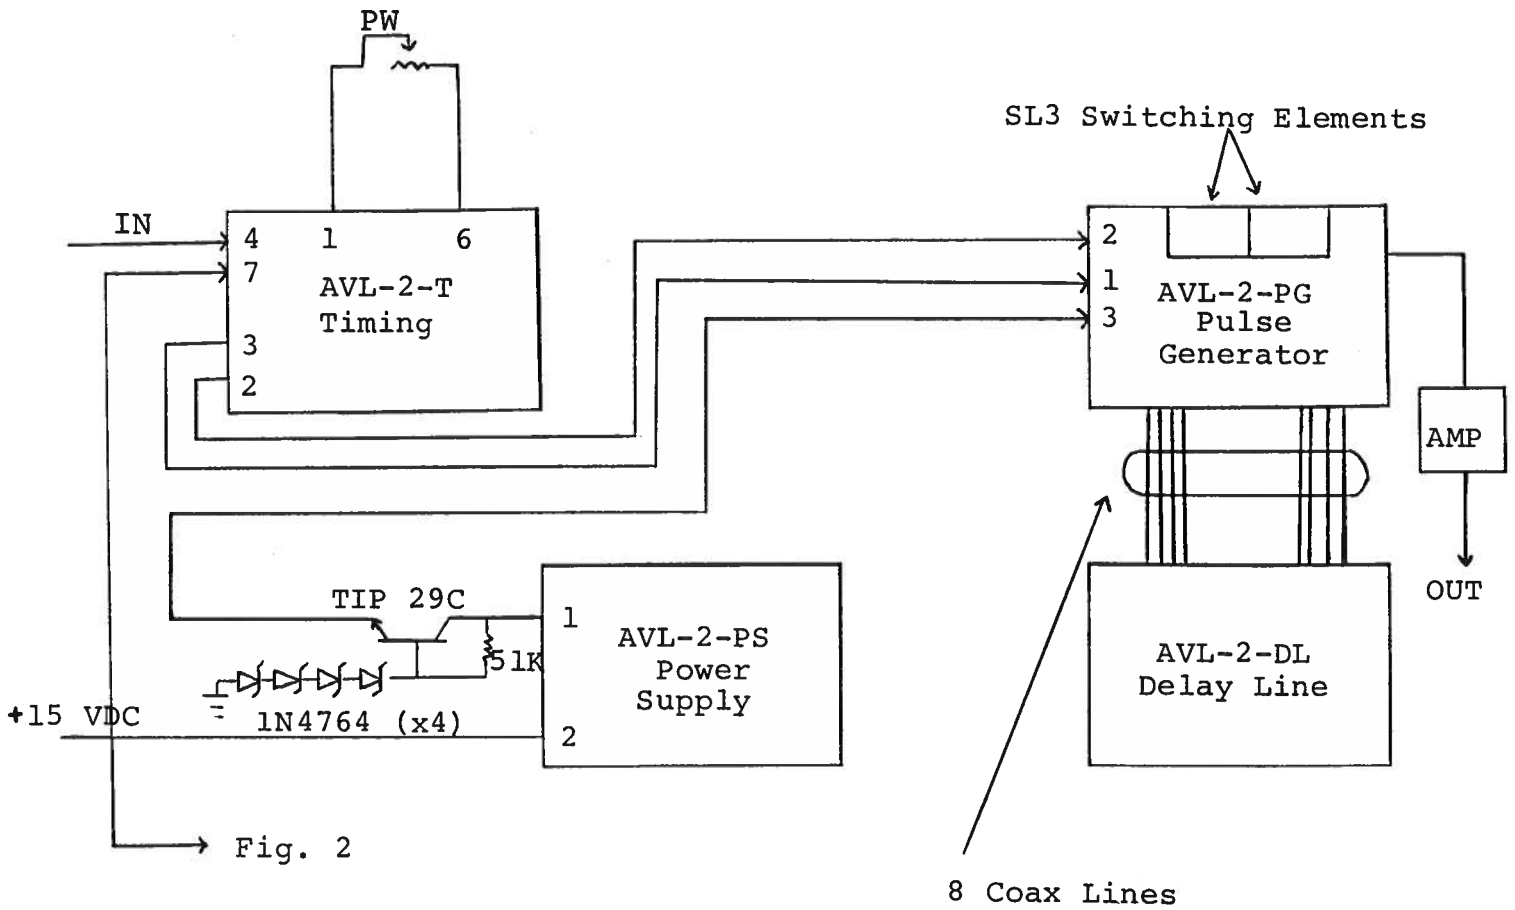 PW
SL3 Switching Elements
IN
4 1 6
7
AVL-2-T
Timing
3
2
2
1
3
AVL-2-PG
Pulse
Generator
AMP
OUT
TIP 29C
51K
1N4764 (x4)
+15 VDC
1
2
AVL-2-PS
Power
Supply
AVL-2-DL
Delay Line
Fig. 2
8 Coax Lines